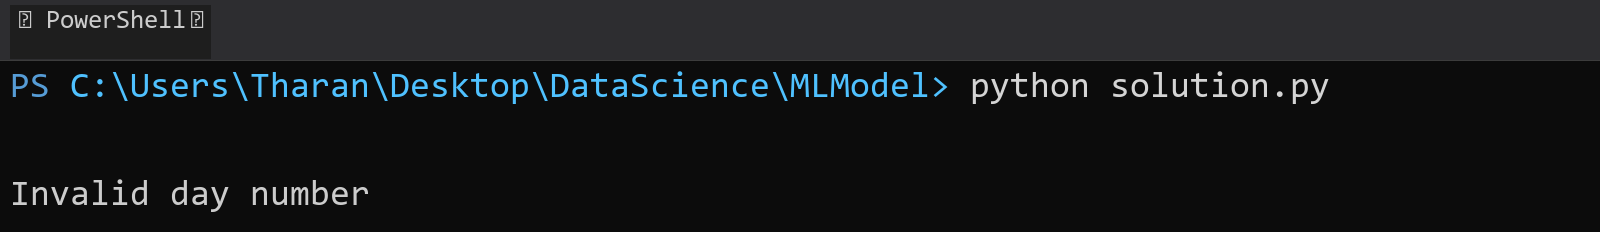 PowerShell
PS C:\Users\Tharan\Desktop\DataScience\MLModel> python solution.py
Invalid day number